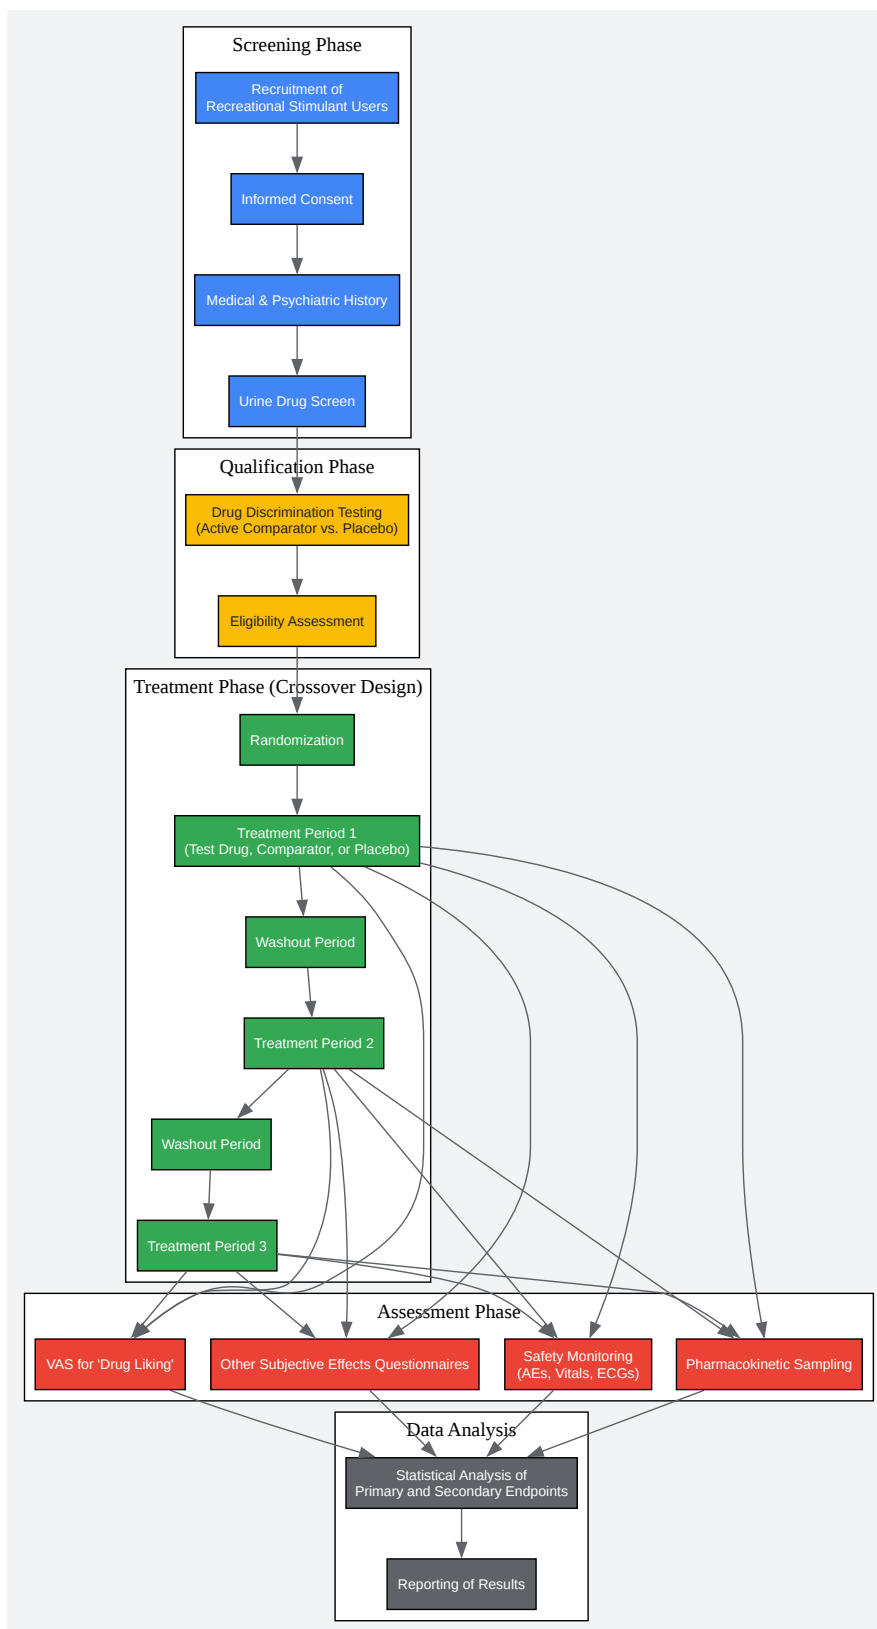 Screening Phase
Recruitment of
Recreational Stimulant Users
Informed Consent
Medical & Psychiatric History
Urine Drug Screen
Qualification Phase
Drug Discrimination Testing
(Active Comparator vs. Placebo)
Eligibility Assessment
Treatment Phase (Crossover Design)
Randomization
Treatment Period 1
(Test Drug, Comparator, or Placebo)
Washout Period
Treatment Period 2
Washout Period
Treatment Period 3
Assessment Phase
VAS for 'Drug Liking'
Other Subjective Effects Questionnaires
Safety Monitoring
(AEs, Vitals, ECGs)
Pharmacokinetic Sampling
Data Analysis
Statistical Analysis of
Primary and Secondary Endpoints
Reporting of Results